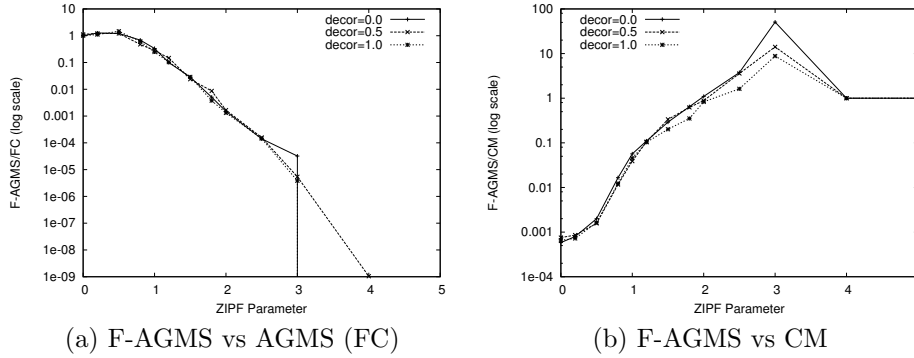 decor=0.0
decor=0.5
decor=1.0
F-AGMS/FC (log scale)
10
1
0.1
0.01
0.001
1e-04
1e-05
1e-06
1e-07
1e-08
1e-09
0 1 2 3 4 5
ZIPF Parameter
(a) F-AGMS vs AGMS (FC)
decor=0.0
decor=0.5
decor=1.0
F-AGMS/CM (log scale)
100
10
1
0.1
0.01
0.001
1e-04
0 1 2 3 4
ZIPF Parameter
(b) F-AGMS vs CM